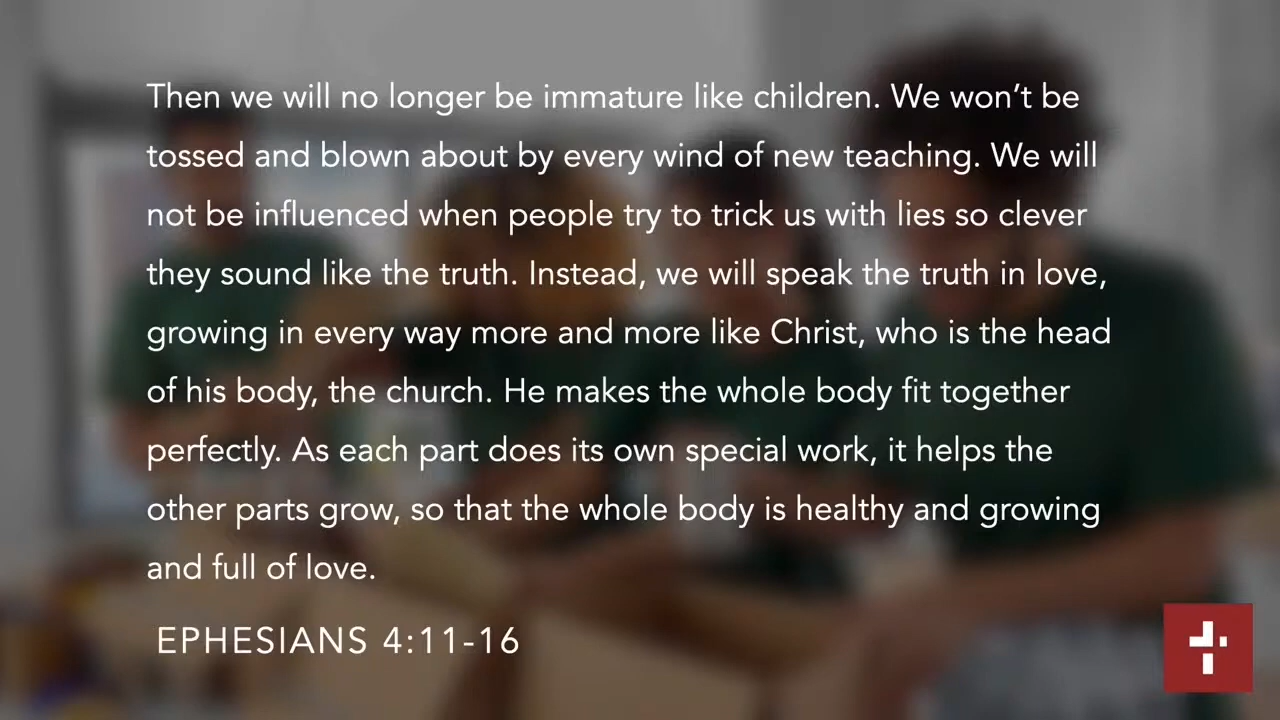 Then we will no longer be immature like children. We won’t be
tossed and blown about by every wind of new teaching. We will
not be influenced when people try to trick us with lies so clever
they sound like the truth. Instead, we will speak the truth in love,
growing in every way more and more like Christ, who is the head
of his body, the church. He makes the whole body fit together
perfectly. As each part does its own special work, it helps the
other parts grow, so that the whole body is healthy and growing
and full of love.
EPHESIANS 4:11-16